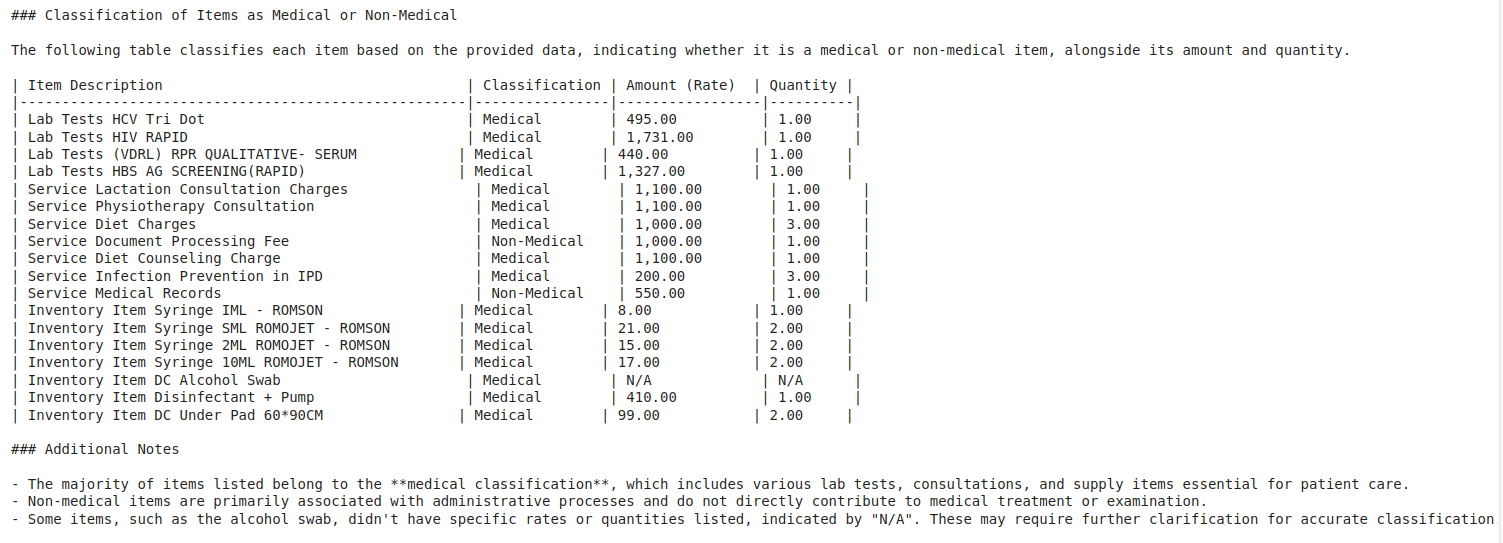 ### Classification of Items as Medical or Non-Medical
The following table classifies each item based on the provided data, indicating whether it is a medical or non-medical item, alongside its amount and quantity.
| Item Description | Classification | Amount (Rate) | Quantity |
|-----------------------------------------------------|----------------|-----------------|----------|
| Lab Tests HCV Tri Dot | Medical | 495.00 | 1.00 |
| Lab Tests HIV RAPID | Medical | 1,731.00 | 1.00 |
| Lab Tests (VDRL) RPR QUALITATIVE- SERUM | Medical | 440.00 | 1.00 |
| Lab Tests HBS AG SCREENING(RAPID) | Medical | 1,327.00 | 1.00 |
| Service Lactation Consultation Charges | Medical | 1,100.00 | 1.00 |
| Service Physiotherapy Consultation | Medical | 1,100.00 | 1.00 |
| Service Diet Charges | Medical | 1,000.00 | 3.00 |
| Service Document Processing Fee | Non-Medical | 1,000.00 | 1.00 |
| Service Diet Counseling Charge | Medical | 1,100.00 | 1.00 |
| Service Infection Prevention in IPD | Medical | 200.00 | 3.00 |
| Service Medical Records | Non-Medical | 550.00 | 1.00 |
| Inventory Item Syringe IML - ROMSON | Medical | 8.00 | 1.00 |
| Inventory Item Syringe SML ROMOJET - ROMSON | Medical | 21.00 | 2.00 |
| Inventory Item Syringe 2ML ROMOJET - ROMSON | Medical | 15.00 | 2.00 |
| Inventory Item Syringe 10ML ROMOJET - ROMSON | Medical | 17.00 | 2.00 |
| Inventory Item DC Alcohol Swab | Medical | N/A | N/A |
| Inventory Item Disinfectant + Pump | Medical | 410.00 | 1.00 |
| Inventory Item DC Under Pad 60*90CM | Medical | 99.00 | 2.00 |
### Additional Notes
- The majority of items listed belong to the **medical classification**, which includes various lab tests, consultations, and supply items essential for patient care.
- Non-medical items are primarily associated with administrative processes and do not directly contribute to medical treatment or examination.
- Some items, such as the alcohol swab, didn't have specific rates or quantities listed, indicated by "N/A". These may require further clarification for accurate classification